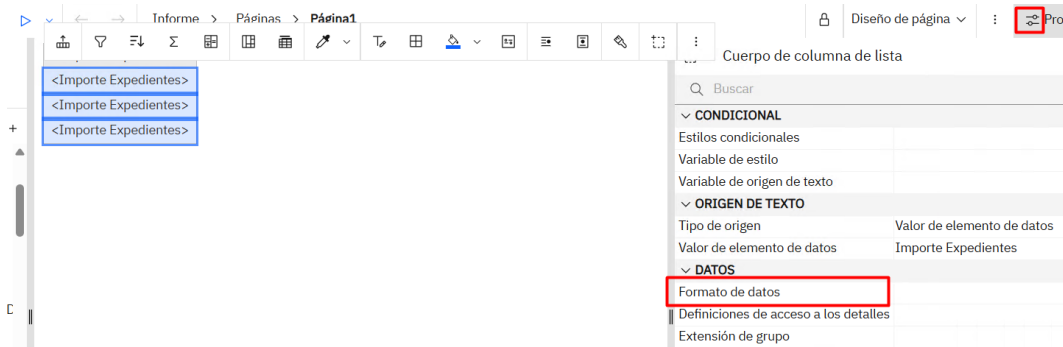 Informe > Páginas > Página1
Diseño de página
Pro
Cuerpo de columna de lista
<Importe Expedientes>
<Importe Expedientes>
<Importe Expedientes>
Buscar
CONDICIONAL
Estilos condicionales
Variable de estilo
Variable de origen de texto
ORIGEN DE TEXTO
Tipo de origen Valor de elemento de datos
Valor de elemento de datos Importe Expedientes
DATOS
Formato de datos
Definiciones de acceso a los detalles
Extensión de grupo